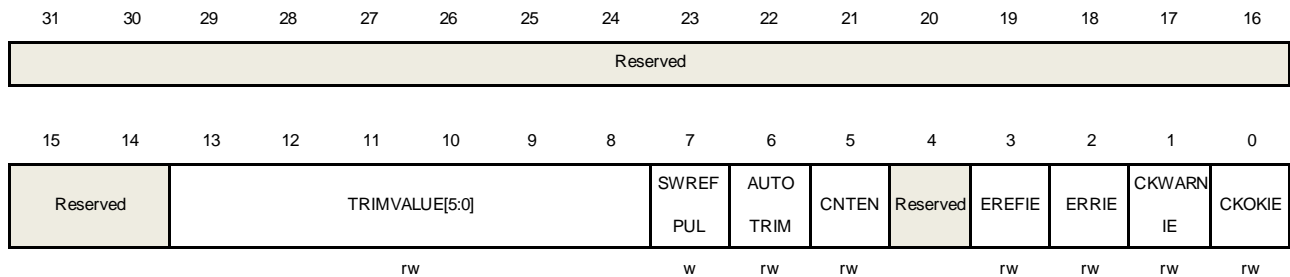 31 30 29 28 27 26 25 24 23 22 21 20 19 18 17 16
Reserved
15 14 13 12 11 10 9 8 7 6 5 4 3 2 1 0
Reserved TRIMVALUE[5:0] SWREF PUL AUTO TRIM CNTEN Reserved EREFIE ERRIE CKWARN IE CKOKIE
rw w rw rw rw rw rw rw